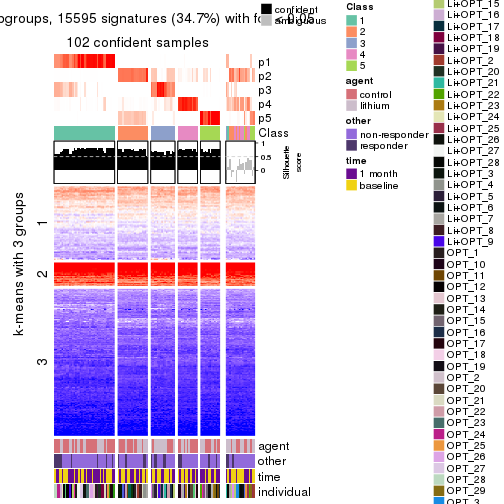 ogroups, 15595 signatures (34.7%) with
confident
ambiguous
102 confident samples
p1
p2
p3
p4
p5
Class
1
0.5
0
Silhouette
score
k-means with 3 groups
1
2
3
agent
other
time
individual
Class
1
2
3
4
5
agent
control
lithium
other
non-responder
responder
time
1 month
baseline
Li+OPT_15
Li+OPT_16
Li+OPT_17
Li+OPT_18
Li+OPT_19
Li+OPT_2
Li+OPT_20
Li+OPT_21
Li+OPT_22
Li+OPT_23
Li+OPT_24
Li+OPT_25
Li+OPT_26
Li+OPT_27
Li+OPT_28
Li+OPT_3
Li+OPT_4
Li+OPT_5
Li+OPT_6
Li+OPT_7
Li+OPT_8
Li+OPT_9
OPT_1
OPT_10
OPT_11
OPT_12
OPT_13
OPT_14
OPT_15
OPT_16
OPT_17
OPT_18
OPT_19
OPT_2
OPT_20
OPT_21
OPT_22
OPT_23
OPT_24
OPT_25
OPT_26
OPT_27
OPT_28
OPT_29